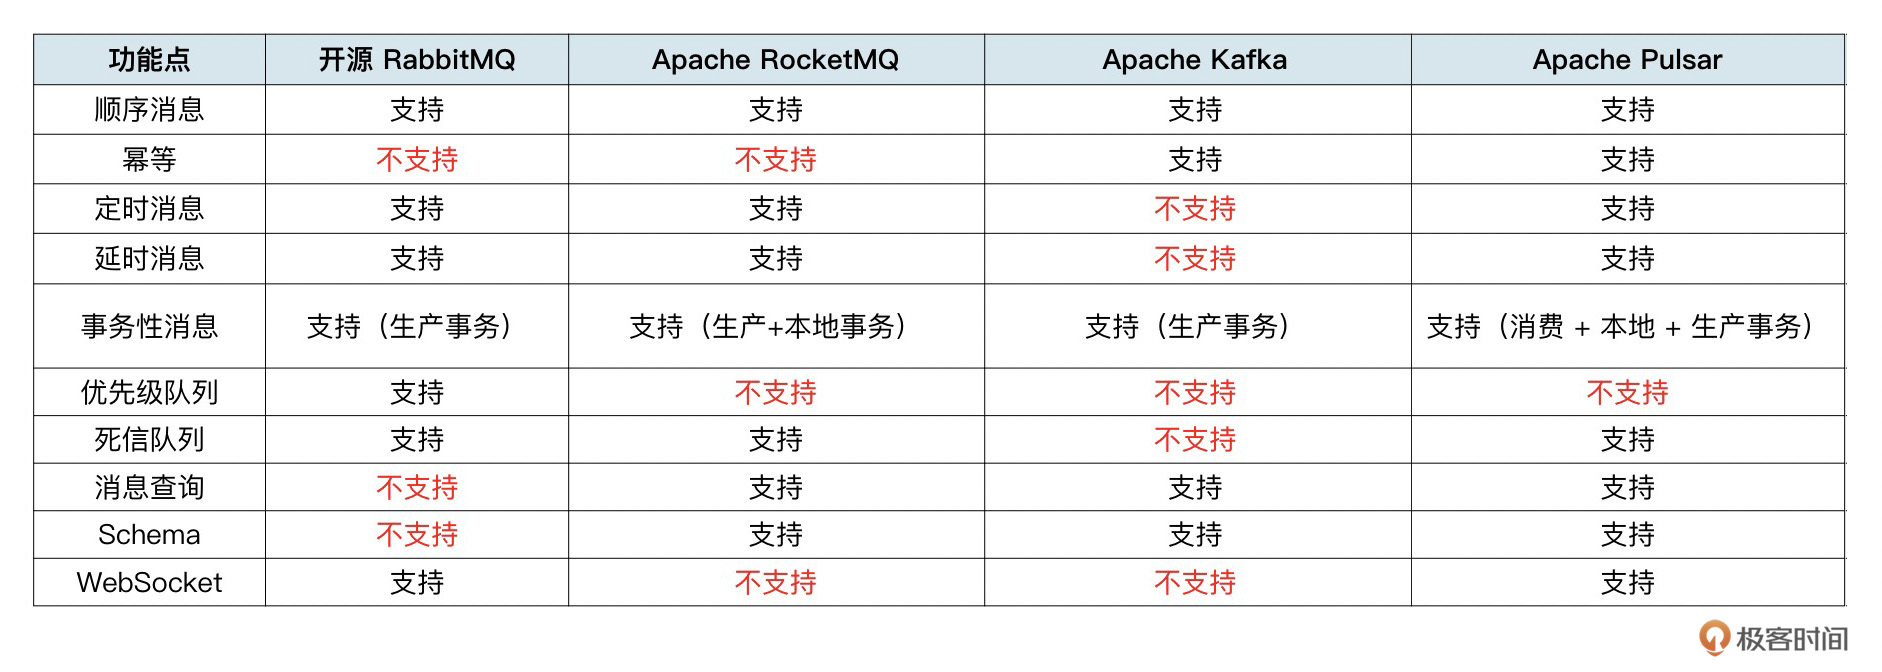 功能点 开源 RabbitMQ Apache RocketMQ Apache Kafka Apache Pulsar
顺序消息 支持 支持 支持 支持
幂等 不支持 不支持 支持 支持
定时消息 支持 支持 不支持 支持
延时消息 支持 支持 不支持 支持
事务性消息 支持（生产事务） 支持（生产+本地事务） 支持（生产事务） 支持（消费 + 本地 + 生产事务）
优先级队列 支持 不支持 不支持 不支持
死信队列 支持 支持 不支持 支持
消息查询 不支持 支持 支持 支持
Schema 不支持 支持 支持 支持
WebSocket 支持 不支持 不支持 支持
极客时间